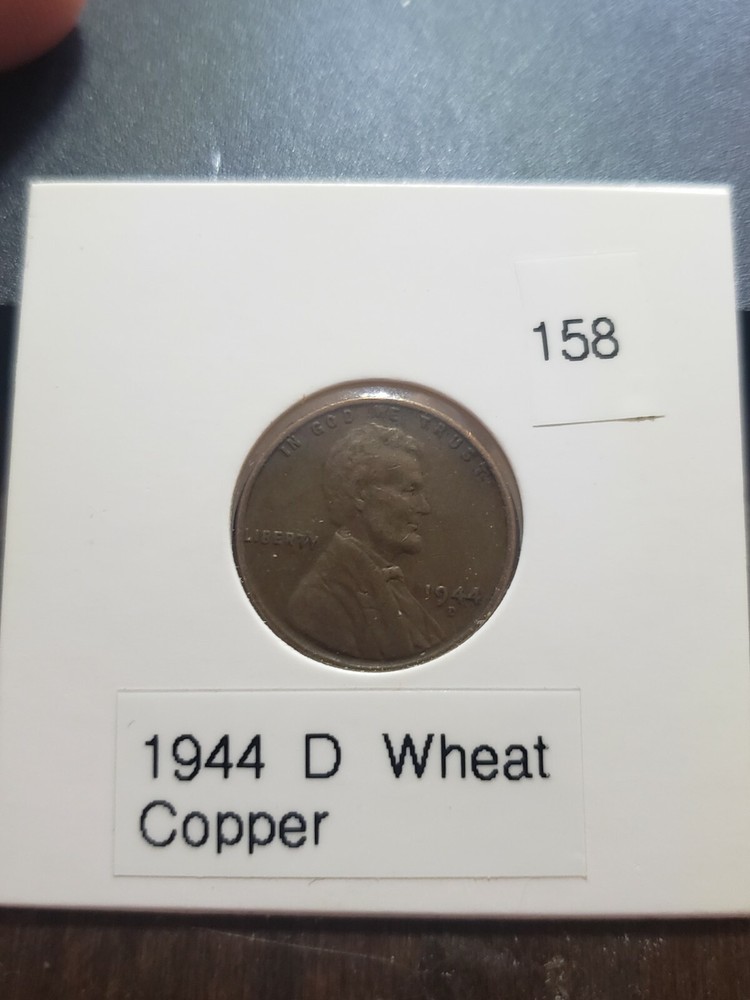 158
IN GOD WE TRUST
LIBERTY
1944
D
1944 D Wheat
Copper